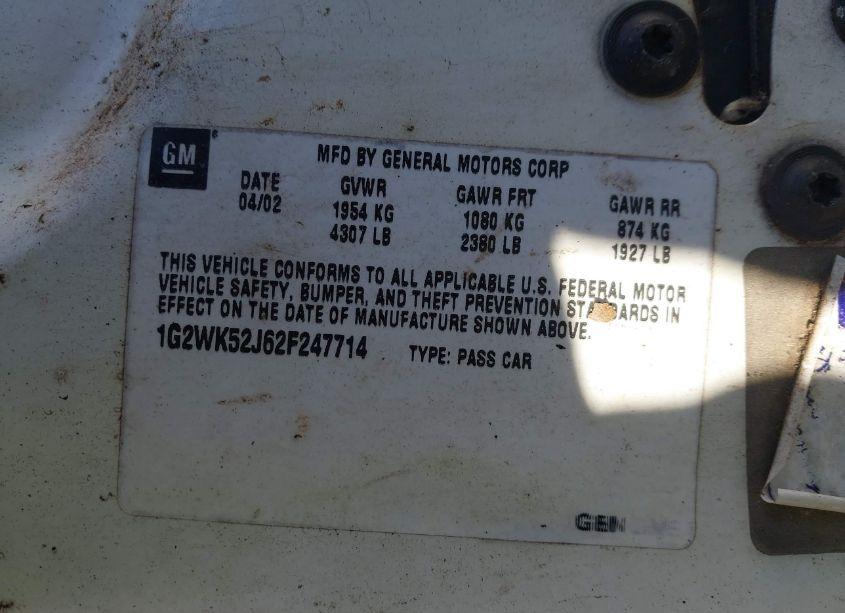 GM
MFD BY GENERAL MOTORS CORP
DATE GVWR GAWR FRT GAWR RR
04/02 1954 KG 1080 KG 874 KG
4307 LB 2380 LB 1927 LB
THIS VEHICLE CONFORMS TO ALL APPLICABLE U.S. FEDERAL MOTOR
VEHICLE SAFETY, BUMPER, AND THEFT PREVENTION STANDARDS IN
EFFECT ON THE DATE OF MANUFACTURE SHOWN ABOVE.
1G2WK52J62F247714 TYPE: PASS CAR